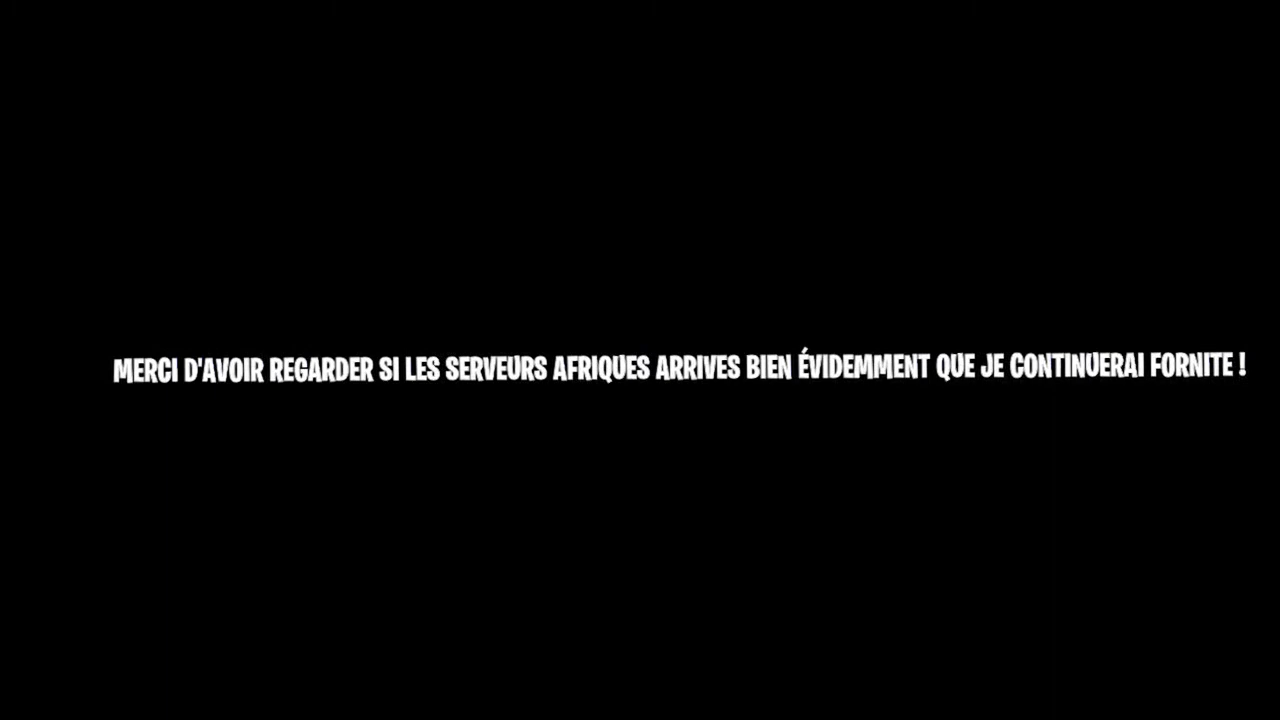 MERCI D'AVOIR REGARDER SI LES SERVEURS AFRIQUES ARRIVES BIEN ÉVIDEMMENT QUE JE CONTINUERAI FORNITE !